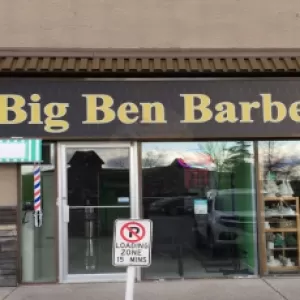 Big Ben Barbe
P
LOADING
ZONE
15 MINS